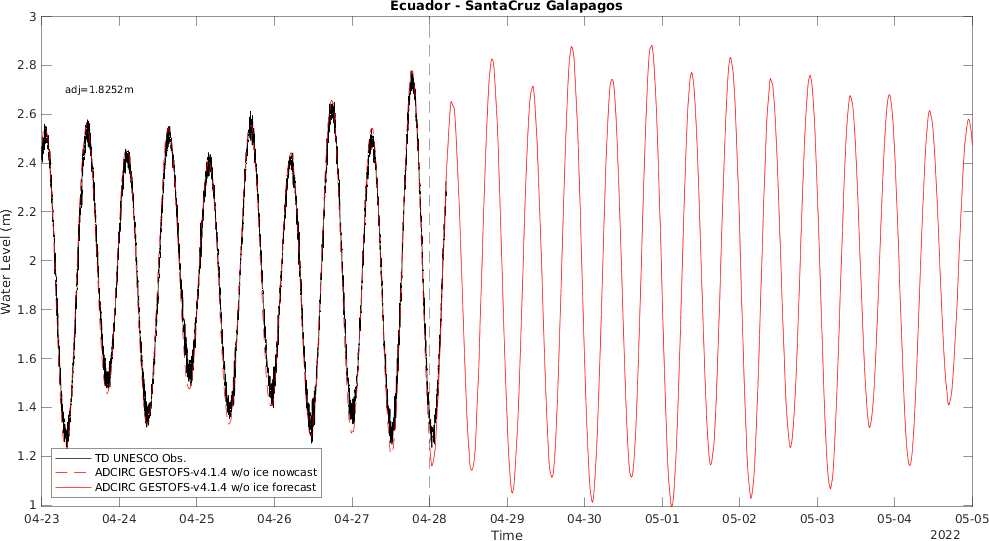 Ecuador - SantaCruz Galapagos
3
2.8
2.6
2.4
2.2
2
1.8
1.6
1.4
1.2
1
Water Level (m)
adj=1.8252m
TD UNESCO Obs.
ADCIRC GESTOFS-v4.1.4 w/o ice nowcast
ADCIRC GESTOFS-v4.1.4 w/o ice forecast
04-23 04-24 04-25 04-26 04-27 04-28 04-29 04-30 05-01 05-02 05-03 05-04 05-05
Time
2022